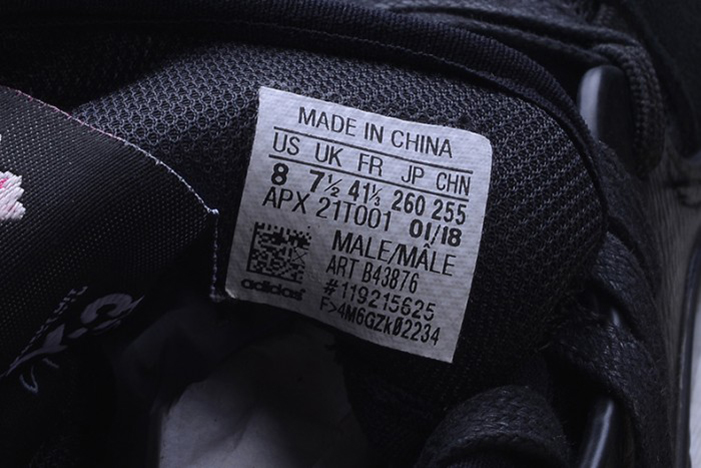 MADE IN CHINA
US UK FR JP CHN
8 7½ 41⅓ 260 255
APX 21T001 01/18
MALE/MÂLE
ART B43876
#119215625
adidas
F>4M6GZk02234